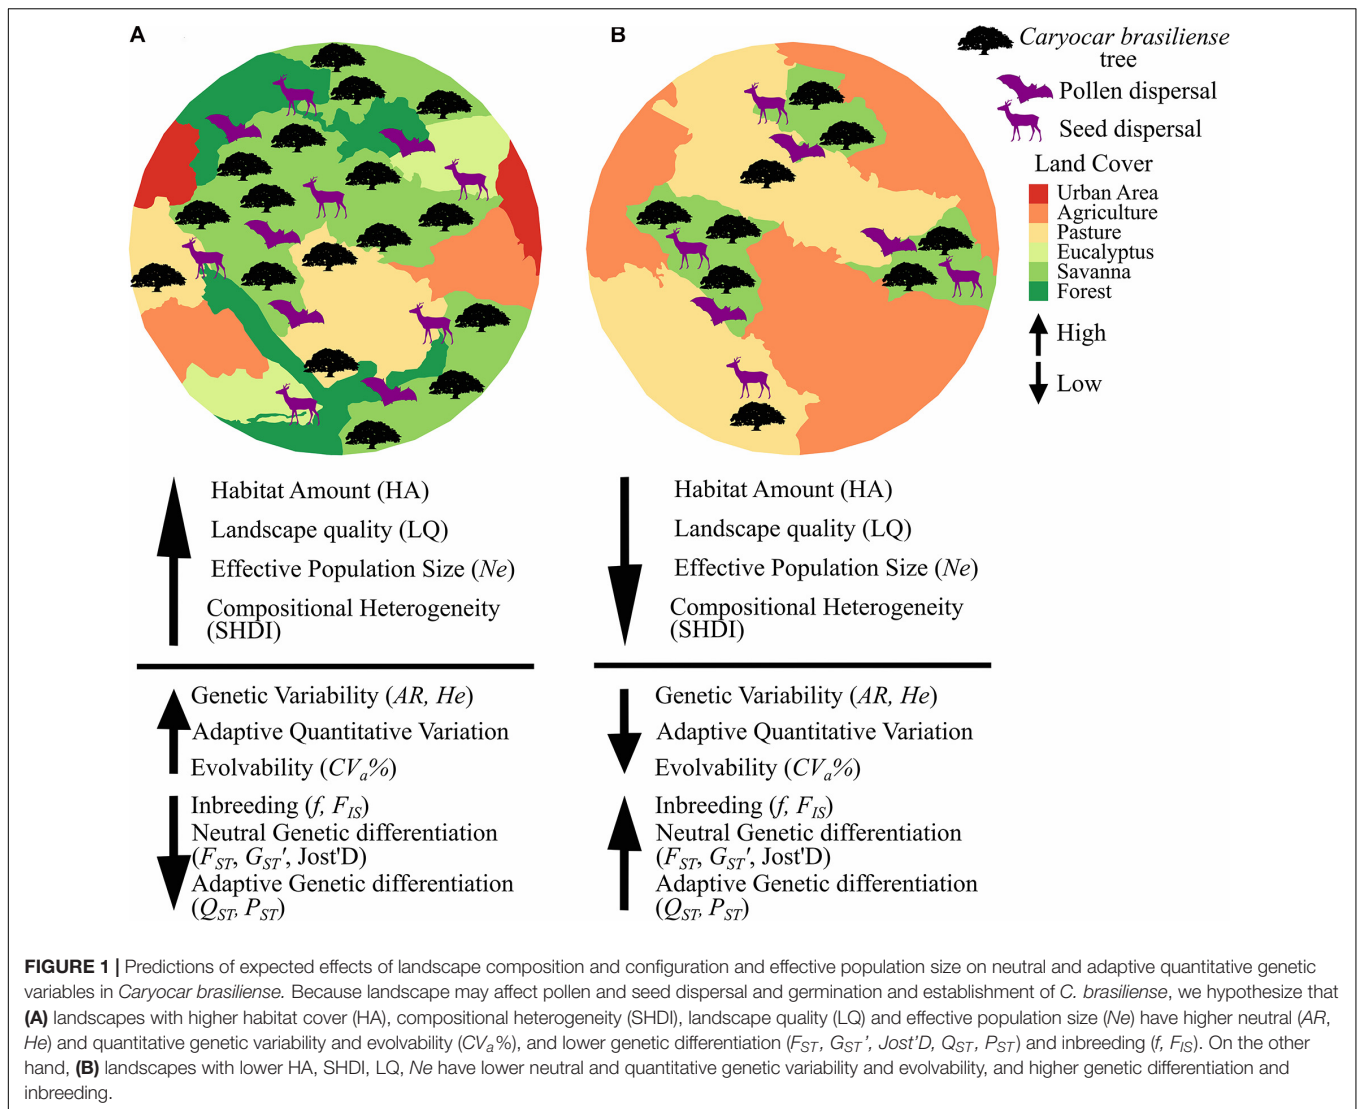 A
B
Caryocar brasiliense
tree
Pollen dispersal
Seed dispersal
Land Cover
Urban Area
Agriculture
Pasture
Eucalyptus
Savanna
Forest
High
Low
Habitat Amount (HA)
Landscape quality (LQ)
Effective Population Size (Ne)
Compositional Heterogeneity
(SHDI)
Genetic Variability (AR, He)
Adaptive Quantitative Variation
Evolvability (CVa%)
Inbreeding (f, FIS)
Neutral Genetic differentiation
(FST, GST', Jost'D)
Adaptive Genetic differentiation
(QST, PST)
Habitat Amount (HA)
Landscape quality (LQ)
Effective Population Size (Ne)
Compositional Heterogeneity
(SHDI)
Genetic Variability (AR, He)
Adaptive Quantitative Variation
Evolvability (CVa%)
Inbreeding (f, FIS)
Neutral Genetic differentiation
(FST, GST', Jost'D)
Adaptive Genetic differentiation
(QST, PST)
FIGURE 1 | Predictions of expected effects of landscape composition and configuration and effective population size on neutral and adaptive quantitative genetic
variables in Caryocar brasiliense. Because landscape may affect pollen and seed dispersal and germination and establishment of C. brasiliense, we hypothesize that
(A) landscapes with higher habitat cover (HA), compositional heterogeneity (SHDI), landscape quality (LQ) and effective population size (Ne) have higher neutral (AR,
He) and quantitative genetic variability and evolvability (CVa%), and lower genetic differentiation (FST, GST', Jost'D, QST, PST) and inbreeding (f, FIS). On the other
hand, (B) landscapes with lower HA, SHDI, LQ, Ne have lower neutral and quantitative genetic variability and evolvability, and higher genetic differentiation and
inbreeding.